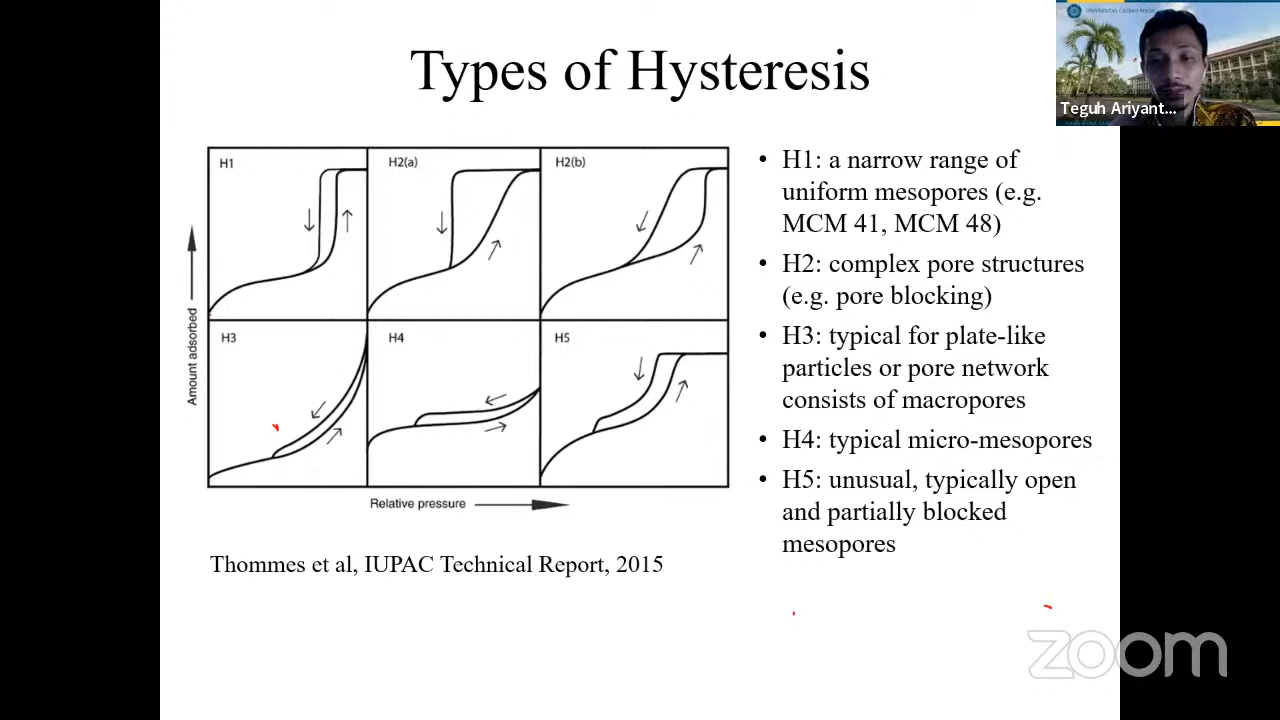 UNIVERSITAS GADJAH MADA
Types of Hysteresis
Teguh Ariyant...
H1
H2(a)
H2(b)
H3
H4
H5
Amount adsorbed
Relative pressure
Thommes et al, IUPAC Technical Report, 2015
• H1: a narrow range of
uniform mesopores (e.g.
MCM 41, MCM 48)
• H2: complex pore structures
(e.g. pore blocking)
• H3: typical for plate-like
particles or pore network
consists of macropores
• H4: typical micro-mesopores
• H5: unusual, typically open
and partially blocked
mesopores
zoom